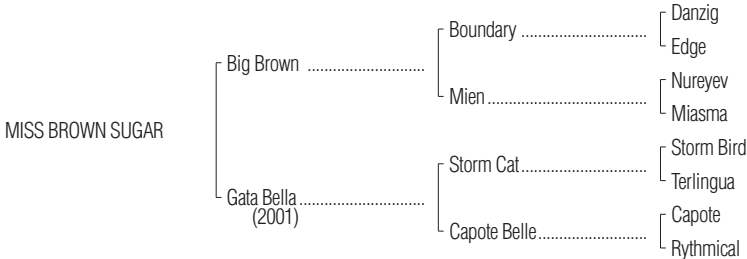 Danzig
Boundary ................................
Edge
Big Brown .............................
Nureyev
Mien ........................................
Miasma
MISS BROWN SUGAR
Storm Bird
Storm Cat ................................
Terlingua
Gata Bella ...............................
(2001)
Capote
Capote Belle ...........................
Rythmical